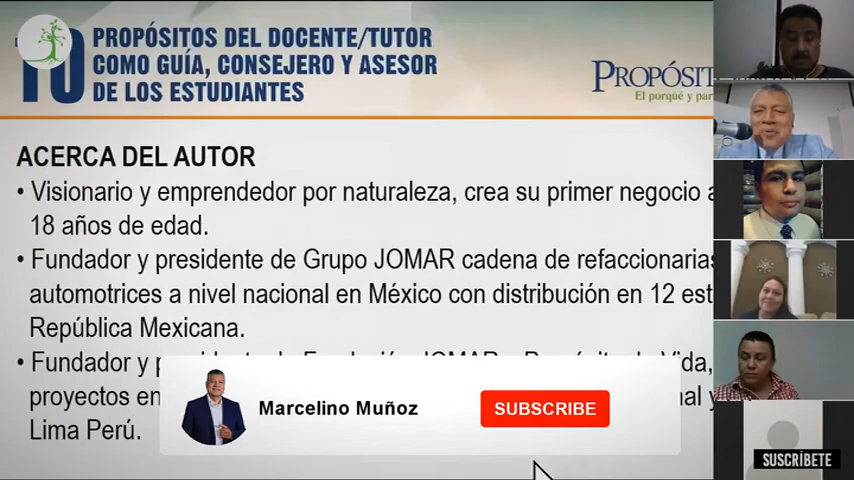 10 PROPÓSITOS DEL DOCENTE/TUTOR
COMO GUÍA, CONSEJERO Y ASESOR
DE LOS ESTUDIANTES
PROPÓSIT
El porqué y par
ACERCA DEL AUTOR
• Visionario y emprendedor por naturaleza, crea su primer negocio a
18 años de edad.
• Fundador y presidente de Grupo JOMAR cadena de refaccionarias
automotrices a nivel nacional en México con distribución en 12 est
República Mexicana.
• Fundador y Vida,
proyectos en
Lima Perú.
Marcelino Muñoz
SUBSCRIBE
SUSCRÍBETE